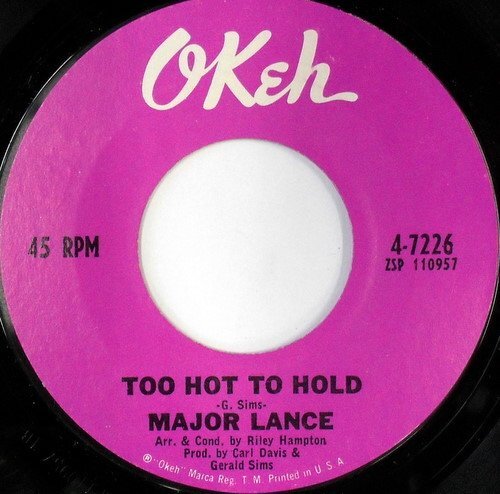 OKeh
45 RPM
4-7226
ZSP 110957
TOO HOT TO HOLD
-G. Sims-
MAJOR LANCE
Arr. & Cond. by Riley Hampton
Prod. by Carl Davis &
Gerald Sims
® "Okeh" Marca Reg. T. M. Printed in U. S. A.